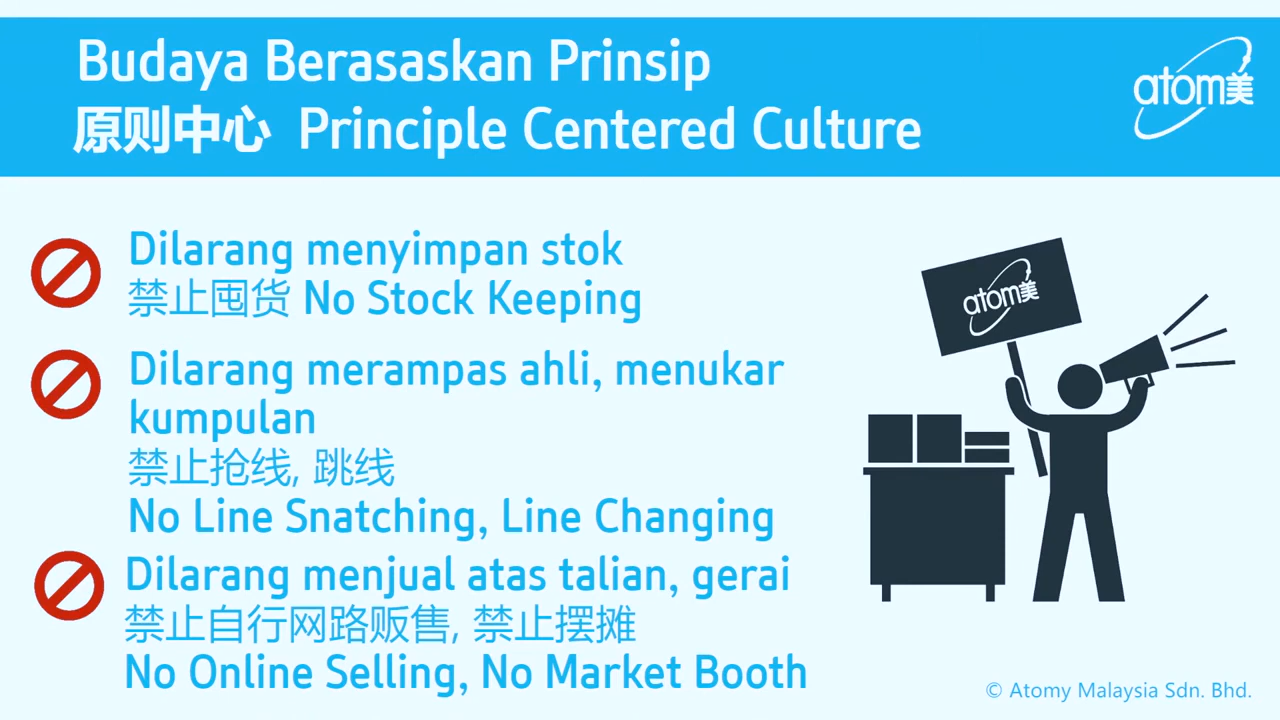 Budaya Berasaskan Prinsip
原则中心 Principle Centered Culture
atom美
Dilarang menyimpan stok
禁止囤货 No Stock Keeping
Dilarang merampas ahli, menukar
kumpulan
禁止抢线, 跳线
No Line Snatching, Line Changing
Dilarang menjual atas talian, gerai
禁止自行网路贩售, 禁止摆摊
No Online Selling, No Market Booth
atom美
© Atomy Malaysia Sdn. Bhd.